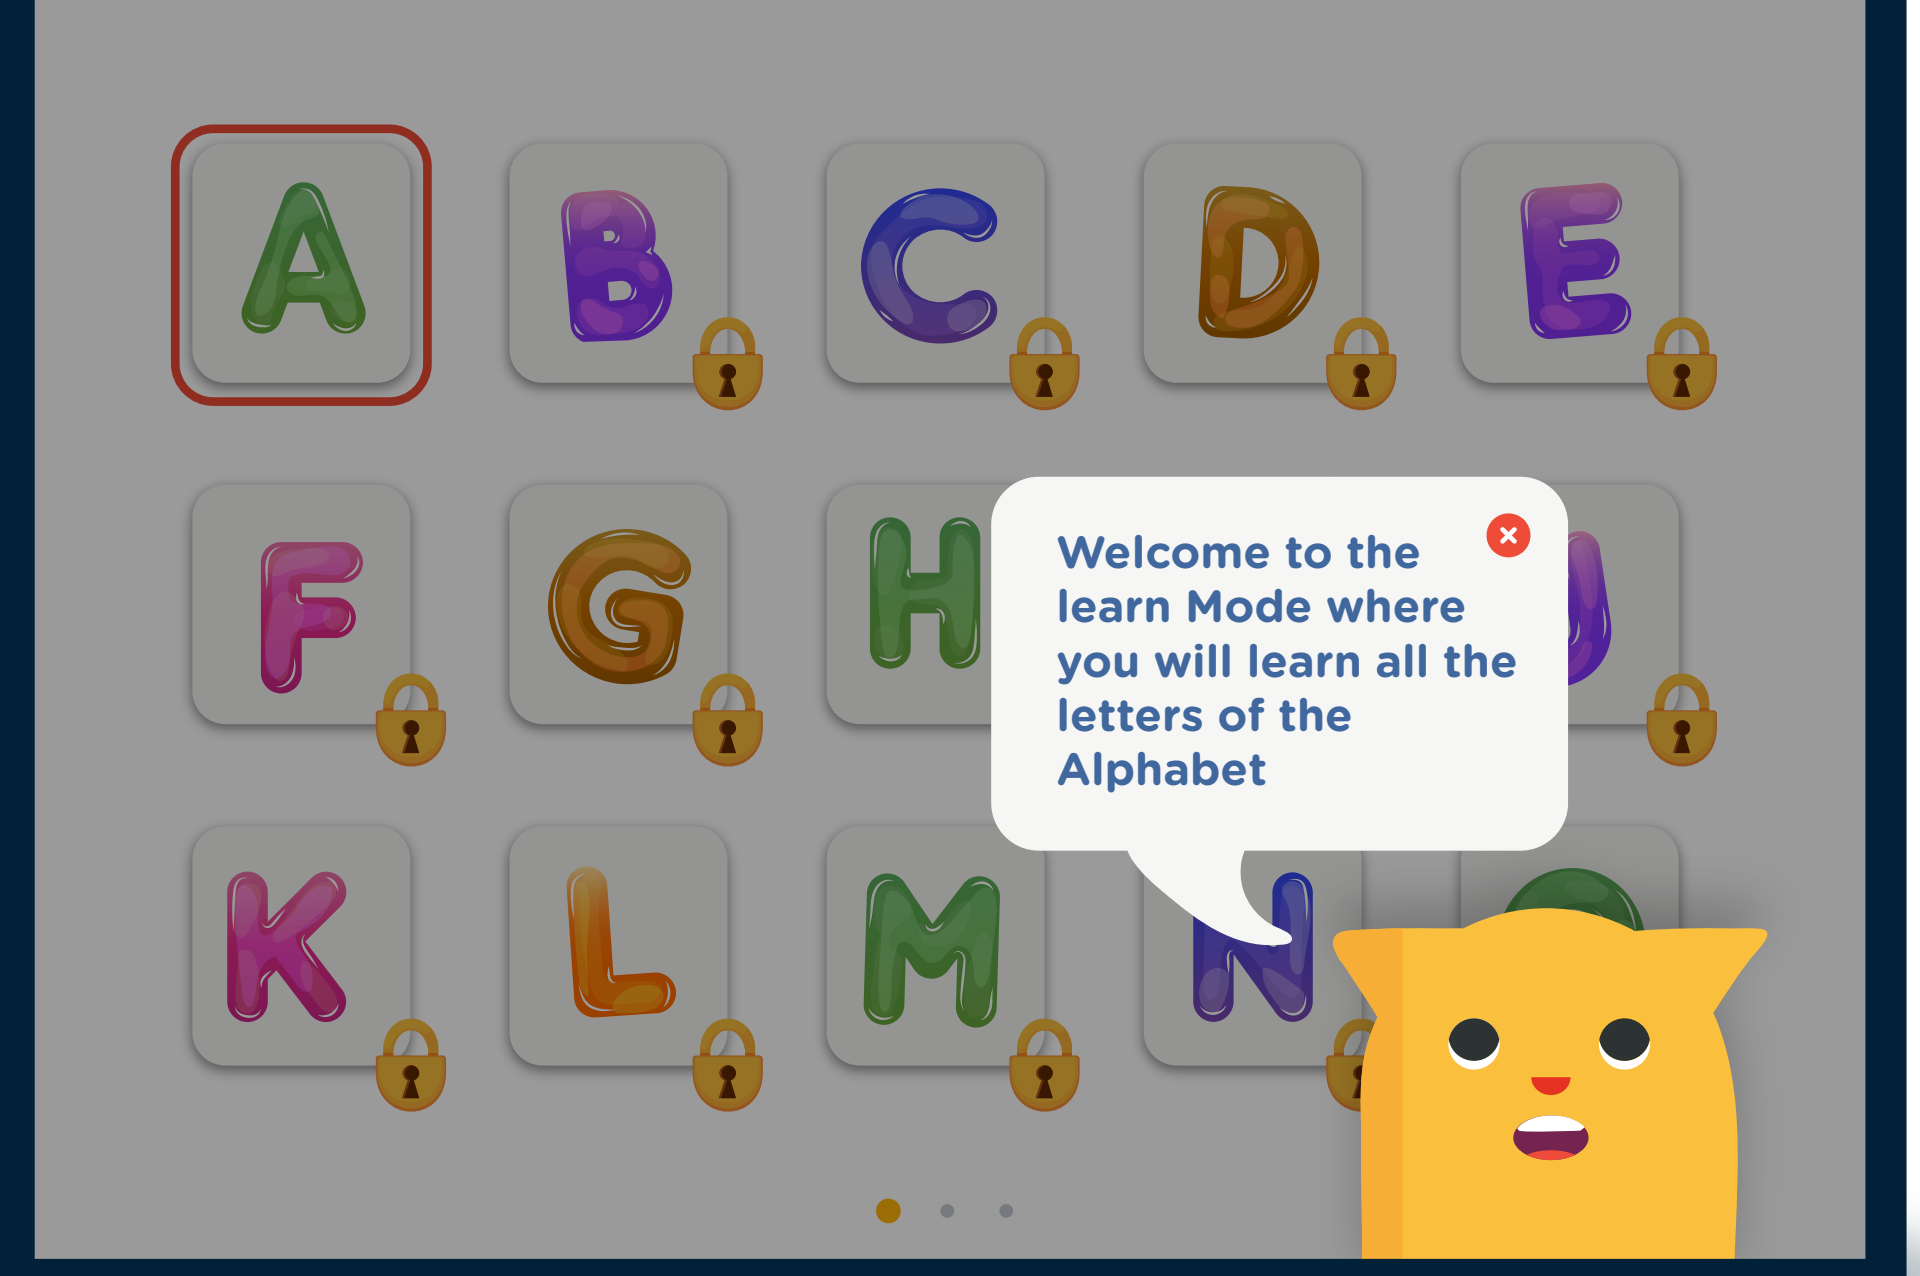 A B C D E
F G H J
Welcome to the
learn Mode where
you will learn all the
letters of the
Alphabet
K L M N